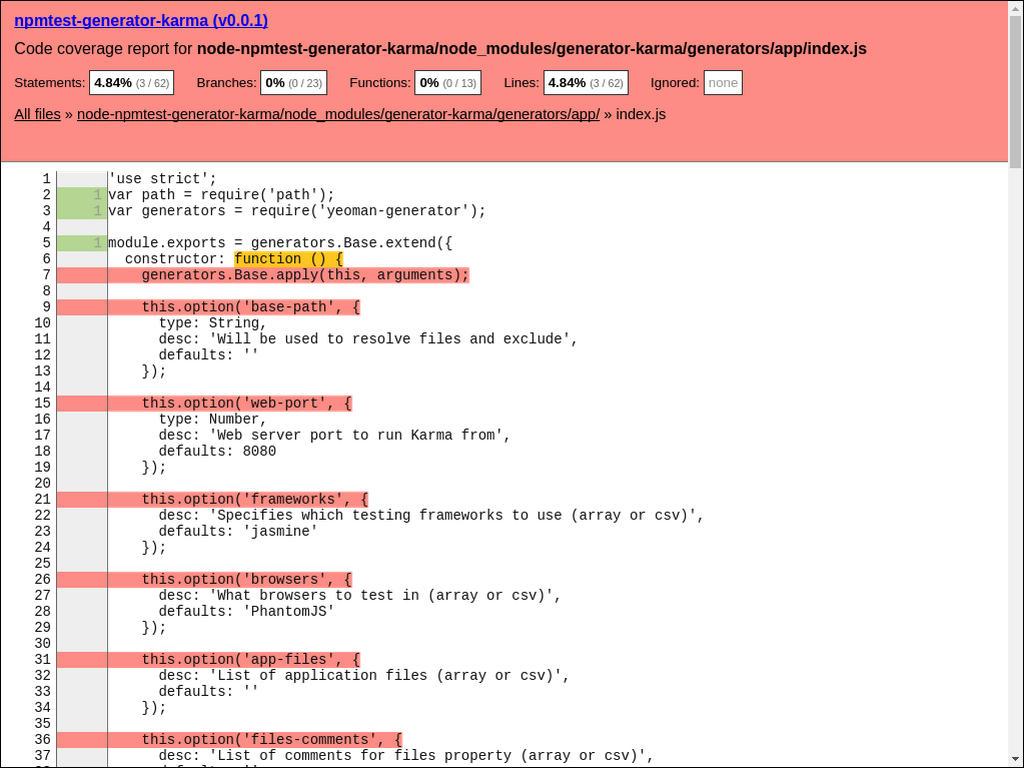 npmtest-generator-karma (v0.0.1)
Code coverage report for node-npmtest-generator-karma/node_modules/generator-karma/generators/app/index.js
Statements: 4.84% (3 / 62) Branches: 0% (0 / 23) Functions: 0% (0 / 13) Lines: 4.84% (3 / 62) Ignored: none
All files » node-npmtest-generator-karma/node_modules/generator-karma/generators/app/ » index.js
1 'use strict';
2 1 var path = require('path');
3 1 var generators = require('yeoman-generator');
4
5 1 module.exports = generators.Base.extend({
6 constructor: function () {
7 generators.Base.apply(this, arguments);
8
9 this.option('base-path', {
10 type: String,
11 desc: 'Will be used to resolve files and exclude',
12 defaults: ''
13 });
14
15 this.option('web-port', {
16 type: Number,
17 desc: 'Web server port to run Karma from',
18 defaults: 8080
19 });
20
21 this.option('frameworks', {
22 desc: 'Specifies which testing frameworks to use (array or csv)',
23 defaults: 'jasmine'
24 });
25
26 this.option('browsers', {
27 desc: 'What browsers to test in (array or csv)',
28 defaults: 'PhantomJS'
29 });
30
31 this.option('app-files', {
32 desc: 'List of application files (array or csv)',
33 defaults: ''
34 });
35
36 this.option('files-comments', {
37 desc: 'List of comments for files property (array or csv)',